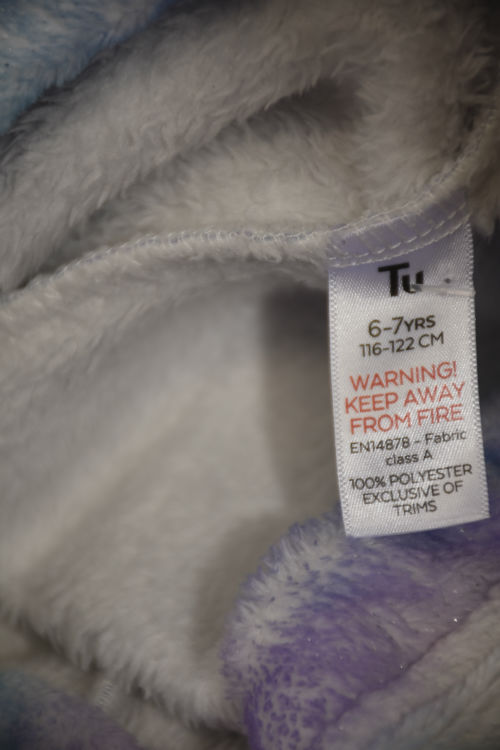 Tu
6-7YRS
116-122 CM
WARNING!
KEEP AWAY
FROM FIRE
EN14878 - Fabric
class A
100% POLYESTER
EXCLUSIVE OF
TRIMS